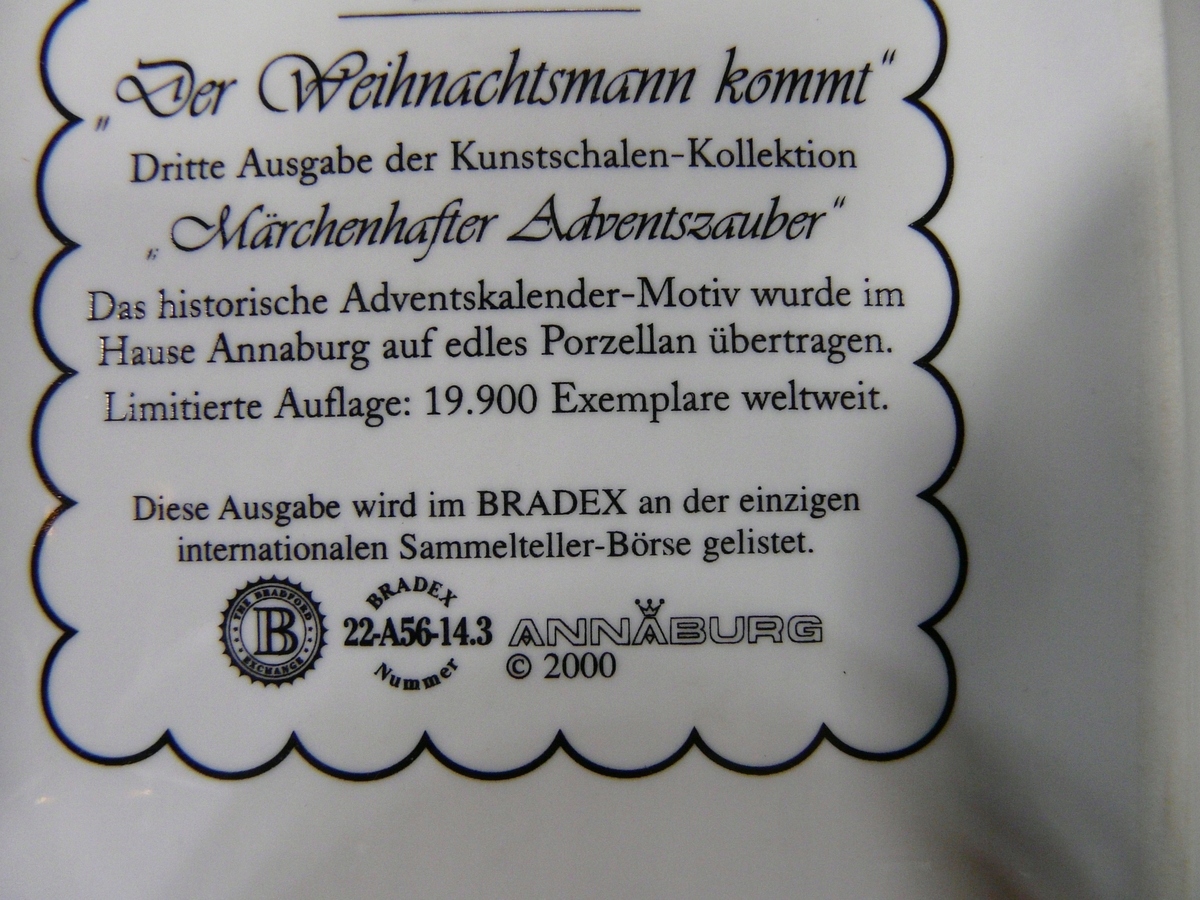 „Der Weihnachtsmann kommt“
Dritte Ausgabe der Kunstschalen-Kollektion
„Märchenhafter Adventszauber“
Das historische Adventskalender-Motiv wurde im
Hause Annaburg auf edles Porzellan übertragen.
Limitierte Auflage: 19.900 Exemplare weltweit.
Diese Ausgabe wird im BRADEX an der einzigen
internationalen Sammelteller-Börse gelistet.
THE BRADFORD
B
EXCHANGE
BRADEX
22-A56-14.3
Nummer
ANNABURG
© 2000